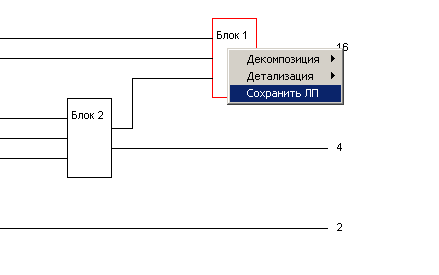 Блок 1
16
Декомпозиция
Детализация
Сохранить ЛП
Блок 2
4
2